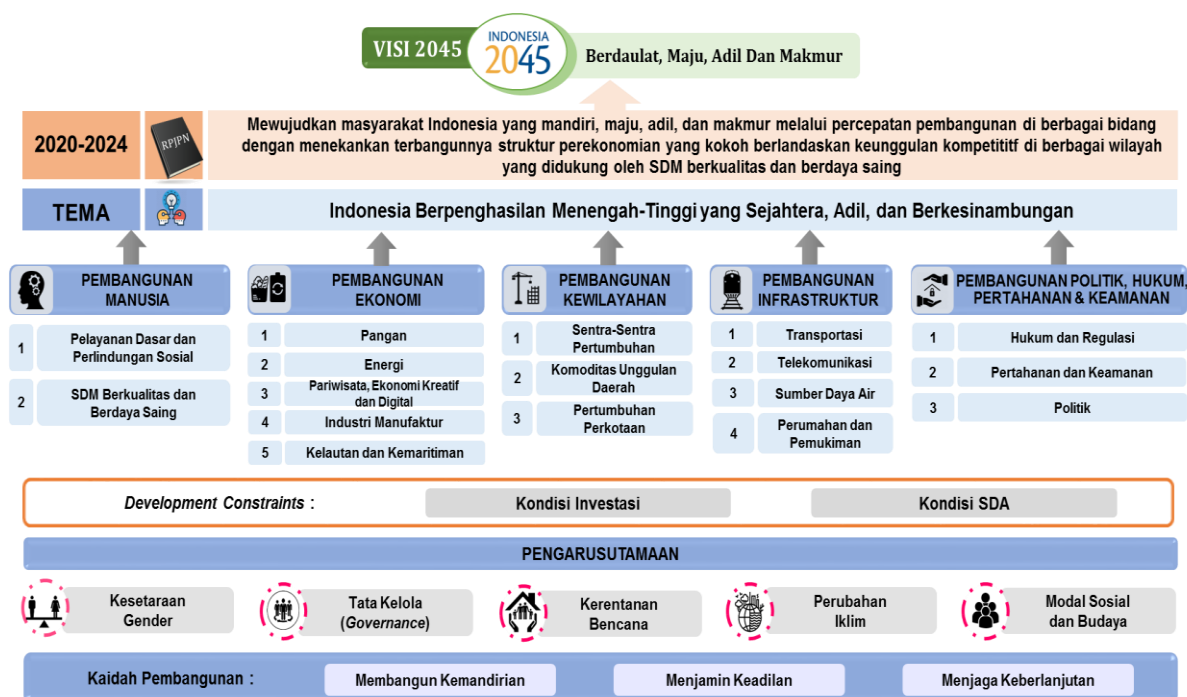 VISI 2045
INDONESIA
2045
Berdaulat, Maju, Adil Dan Makmur
2020-2024
RPJPN
Mewujudkan masyarakat Indonesia yang mandiri, maju, adil, dan makmur melalui percepatan pembangunan di berbagai bidang
dengan menekankan terbangunnya struktur perekonomian yang kokoh berlandaskan keunggulan kompetititf di berbagai wilayah
yang didukung oleh SDM berkualitas dan berdaya saing
TEMA
Indonesia Berpenghasilan Menengah-Tinggi yang Sejahtera, Adil, dan Berkesinambungan
PEMBANGUNAN
MANUSIA
1
Pelayanan Dasar dan
Perlindungan Sosial
2
SDM Berkualitas dan
Berdaya Saing
PEMBANGUNAN
EKONOMI
1
Pangan
2
Energi
3
Pariwisata, Ekonomi Kreatif
dan Digital
4
Industri Manufaktur
5
Kelautan dan Kemaritiman
PEMBANGUNAN
KEWILAYAHAN
1
Sentra-Sentra
Pertumbuhan
2
Komoditas Unggulan
Daerah
3
Pertumbuhan
Perkotaan
PEMBANGUNAN
INFRASTRUKTUR
1
Transportasi
2
Telekomunikasi
3
Sumber Daya Air
4
Perumahan dan
Pemukiman
PEMBANGUNAN POLITIK, HUKUM,
PERTAHANAN & KEAMANAN
1
Hukum dan Regulasi
2
Pertahanan dan Keamanan
3
Politik
Development Constraints :
Kondisi Investasi
Kondisi SDA
PENGARUSUTAMAAN
Kesetaraan
Gender
Tata Kelola
(Governance)
Kerentanan
Bencana
Perubahan
Iklim
Modal Sosial
dan Budaya
Kaidah Pembangunan :
Membangun Kemandirian
Menjamin Keadilan
Menjaga Keberlanjutan